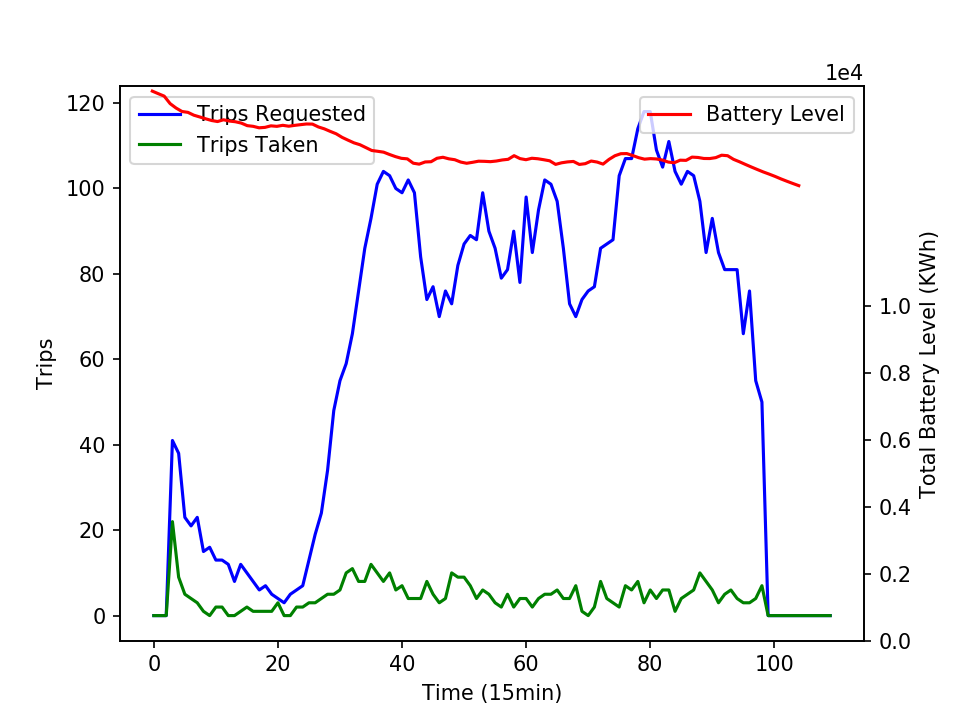 1e4
120
100
80
60
40
20
0
Trips
Trips Requested
Trips Taken
Battery Level
1.0
0.8
0.6
0.4
0.2
0.0
Total Battery Level (KWh)
0 20 40 60 80 100
Time (15min)